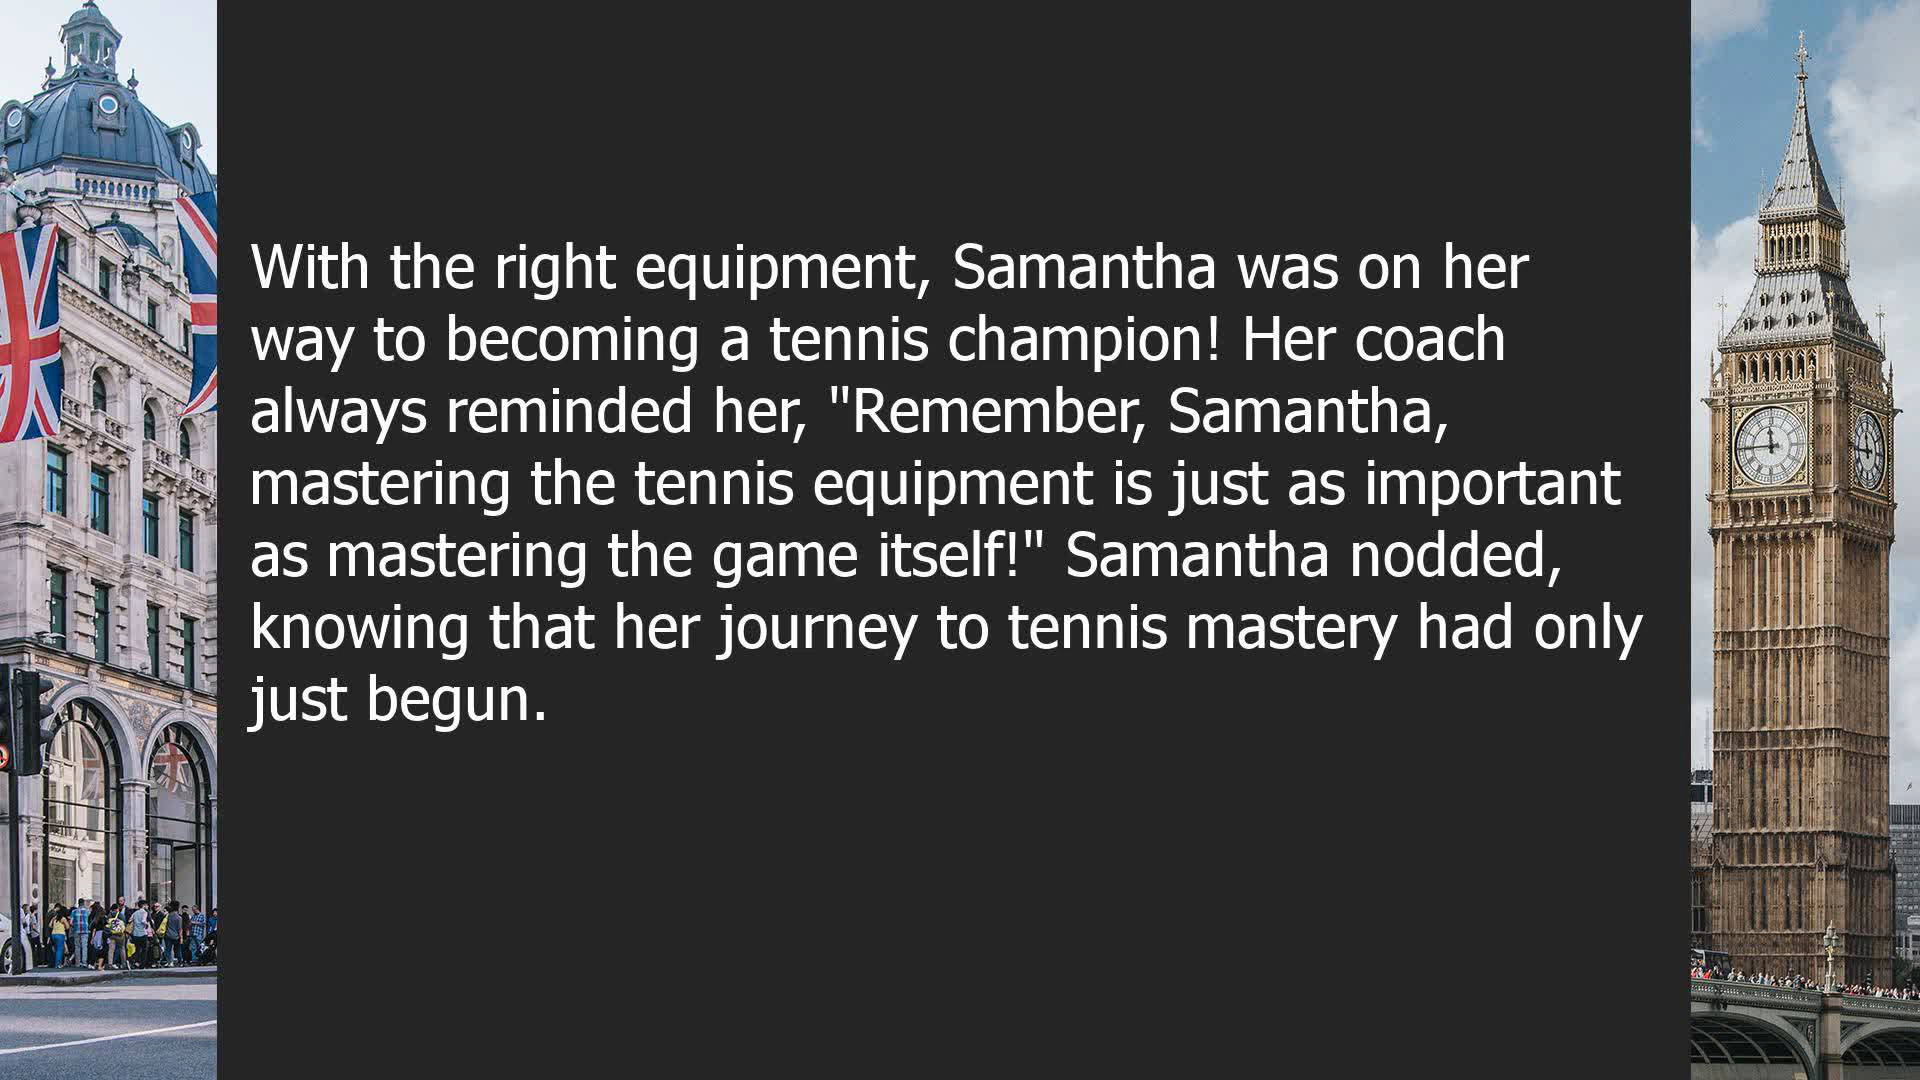 With the right equipment, Samantha was on her
way to becoming a tennis champion! Her coach
always reminded her, "Remember, Samantha,
mastering the tennis equipment is just as important
as mastering the game itself!" Samantha nodded,
knowing that her journey to tennis mastery had only
just begun.